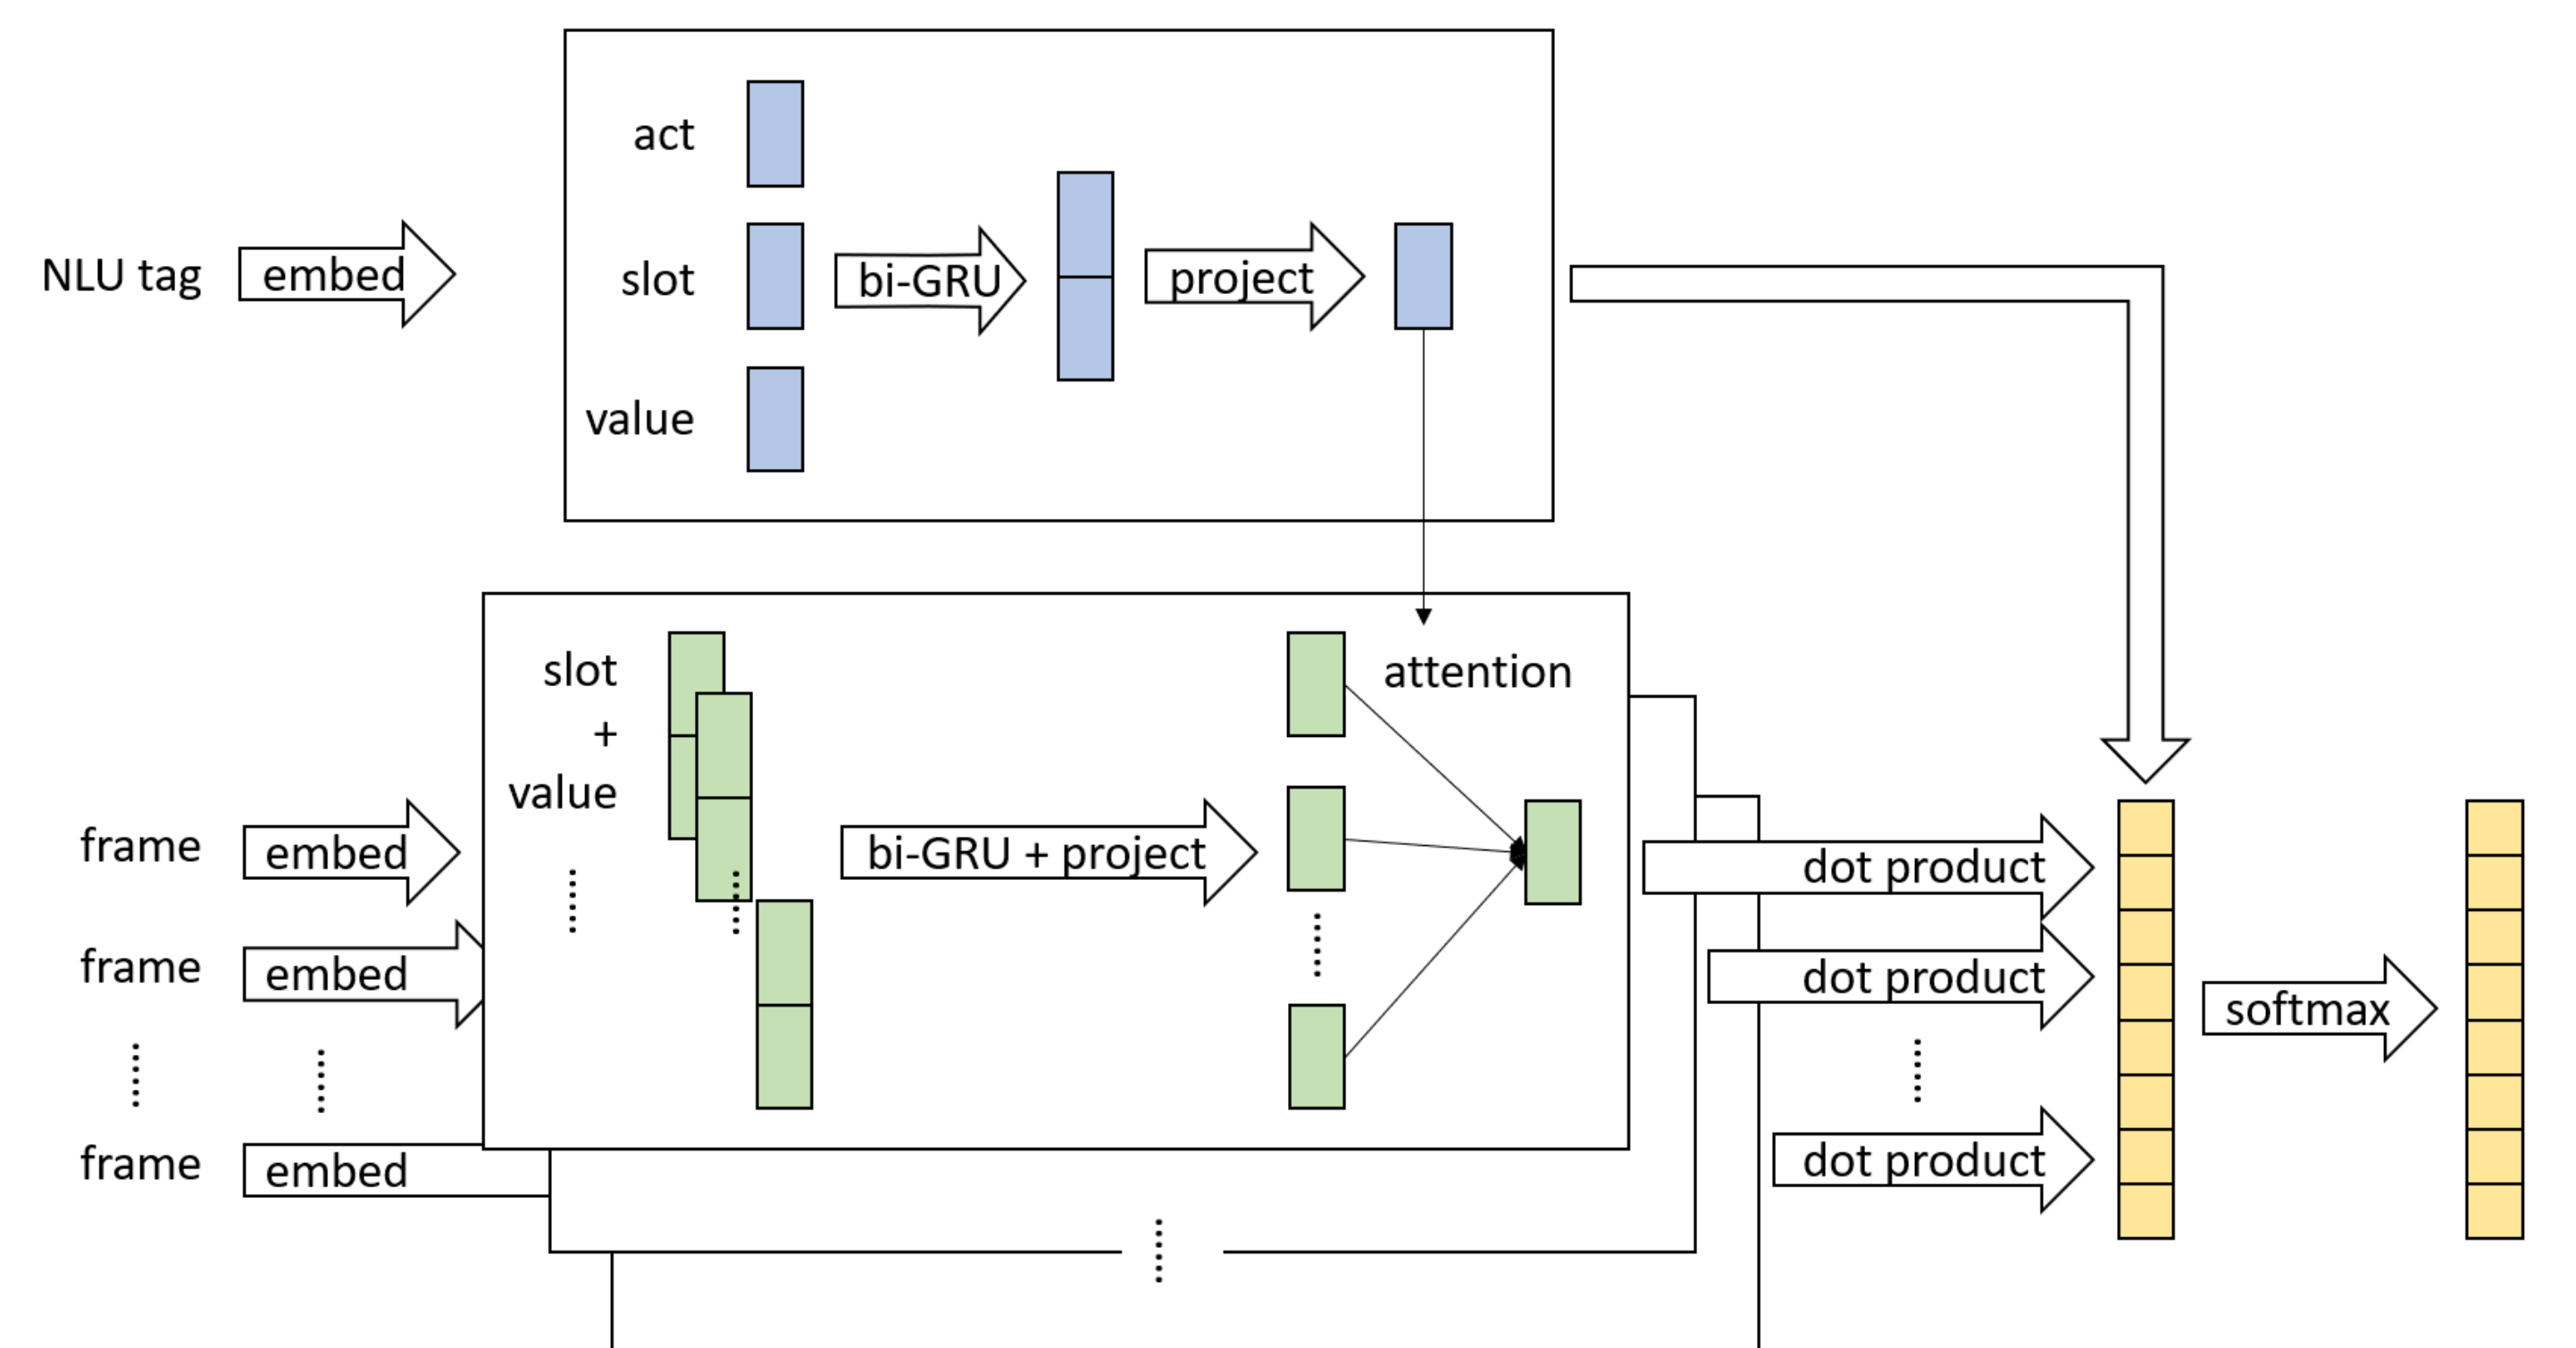 act
NLU tag
embed
slot
bi-GRU
project
value
slot
+
value
attention
frame
embed
bi-GRU + project
dot product
frame
embed
dot product
softmax
frame
embed
dot product